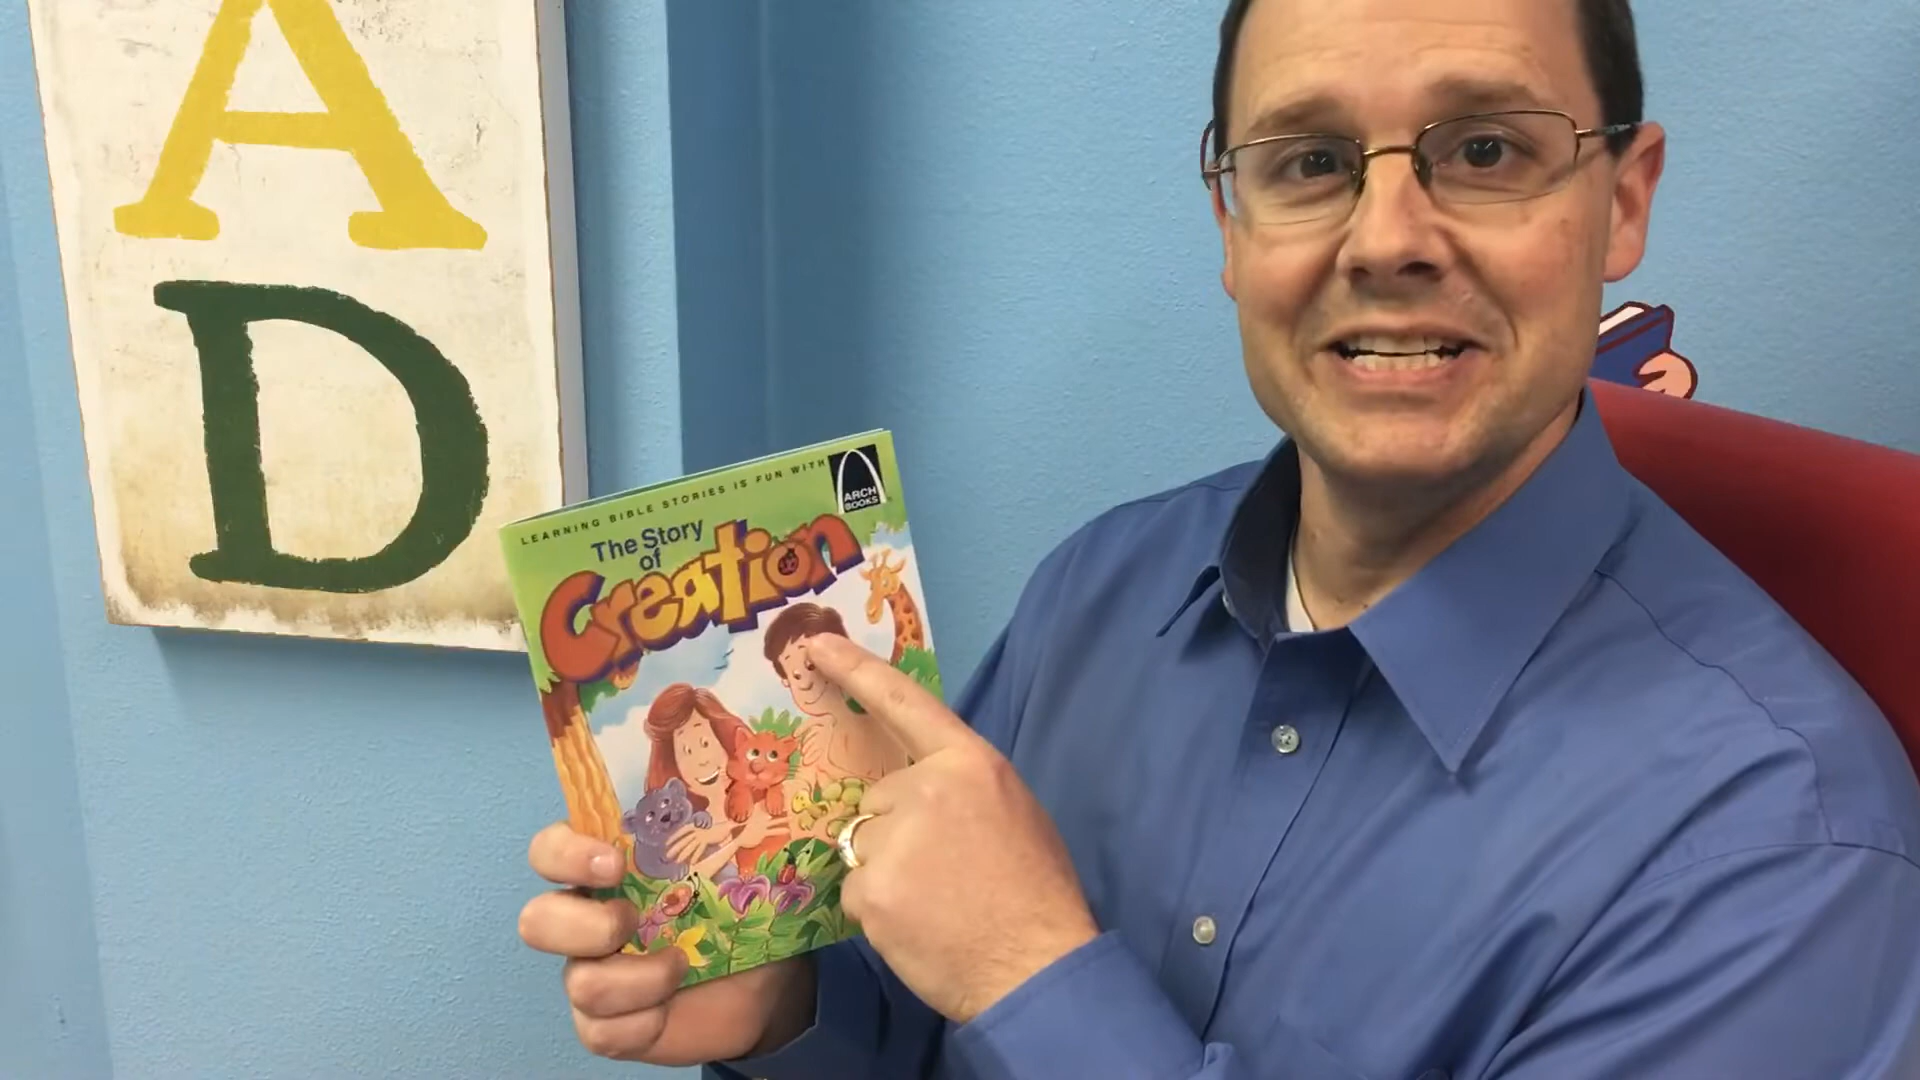 A
D
LEARNING BIBLE STORIES IS FUN WITH
ARCH
BOOKS
The Story
of
Creation